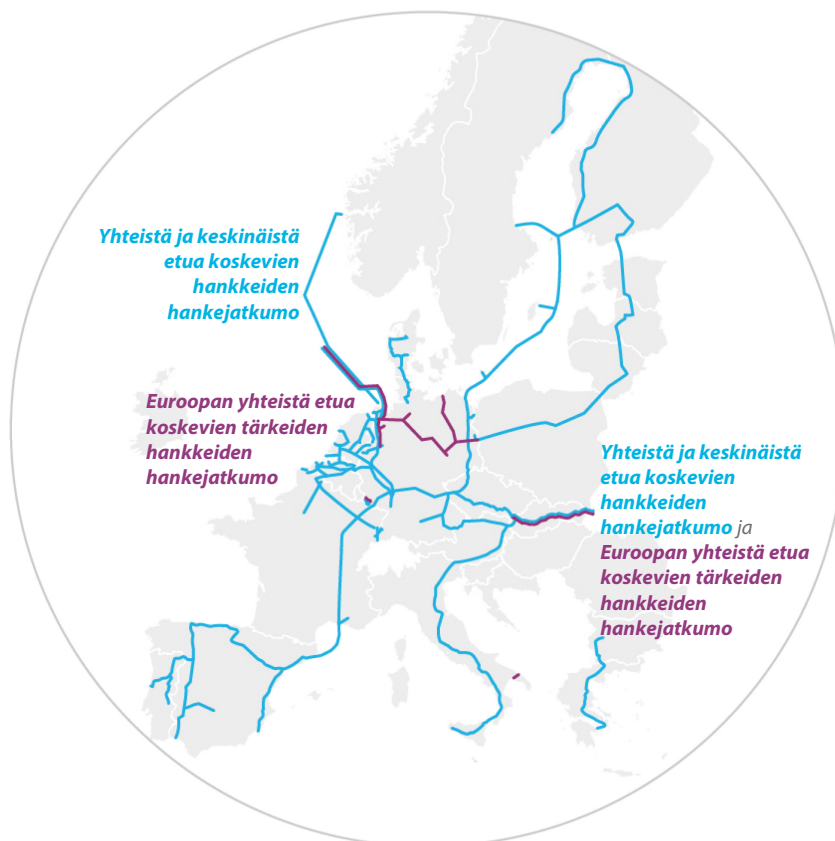 Yhteistä ja keskinäistä
etua koskevien
hankkeiden
hankejatkumo
Euroopan yhteistä etua
koskevien tärkeiden
hankkeiden
hankejatkumo
Yhteistä ja keskinäistä
etua koskevien
hankkeiden
hankejatkumo ja
Euroopan yhteistä etua
koskevien tärkeiden
hankkeiden
hankejatkumo